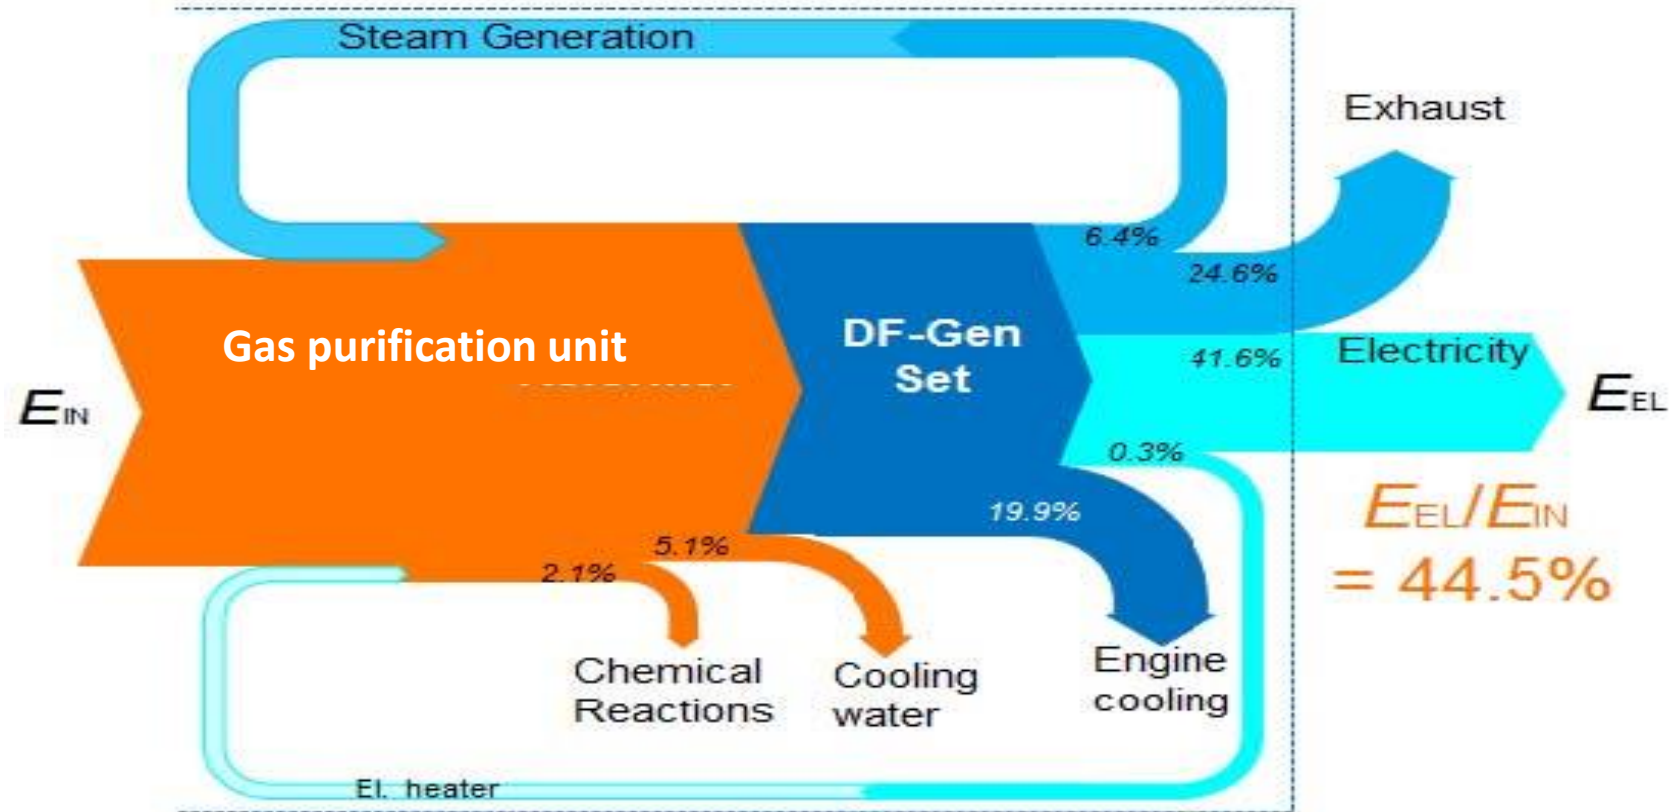 Steam Generation
Exhaust
6.4%
24.6%
Gas purification unit
DF-Gen
Set
41.6%
Electricity
EIN
EEL
0.3%
19.9%
EEL/EIN
= 44.5%
5.1%
2.1%
Chemical
Reactions
Cooling
water
Engine
cooling
El. heater